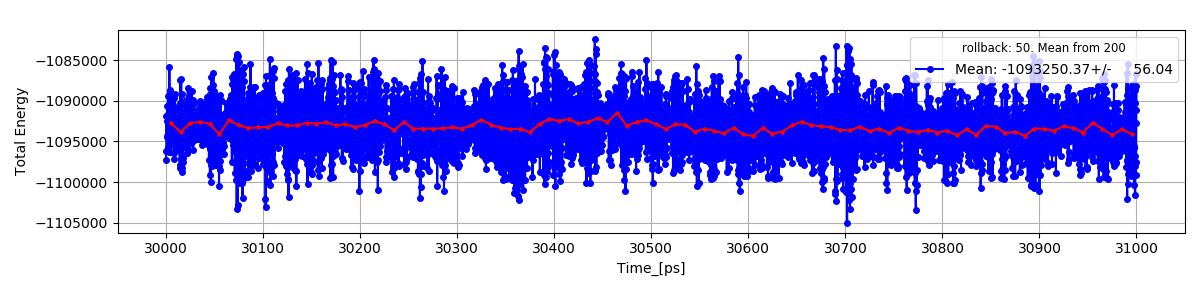 rollback: 50. Mean from 200
Mean: -1093250.37+/- 56.04
Total Energy
−1085000
−1090000
−1095000
−1100000
−1105000
30000 30100 30200 30300 30400 30500 30600 30700 30800 30900 31000
Time_[ps]